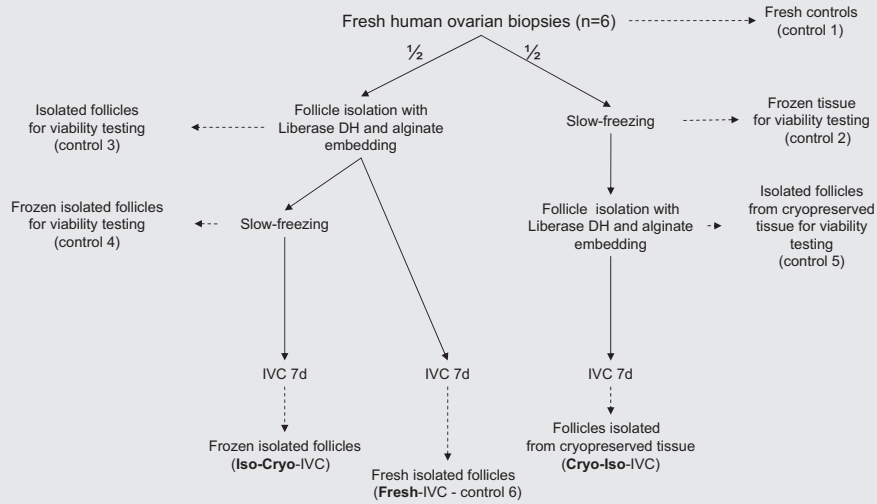 Fresh human ovarian biopsies (n=6)
Fresh controls
(control 1)
½
½
Isolated follicles
for viability testing
(control 3)
Follicle isolation with
Liberase DH and alginate
embedding
Slow-freezing
Frozen tissue
for viability testing
(control 2)
Frozen isolated follicles
for viability testing
(control 4)
Slow-freezing
Follicle isolation with
Liberase DH and alginate
embedding
Isolated follicles
from cryopreserved
tissue for viability
testing
(control 5)
IVC 7d
IVC 7d
IVC 7d
Frozen isolated follicles
(Iso-Cryo-IVC)
Fresh isolated follicles
(Fresh-IVC - control 6)
Follicles isolated
from cryopreserved tissue
(Cryo-Iso-IVC)